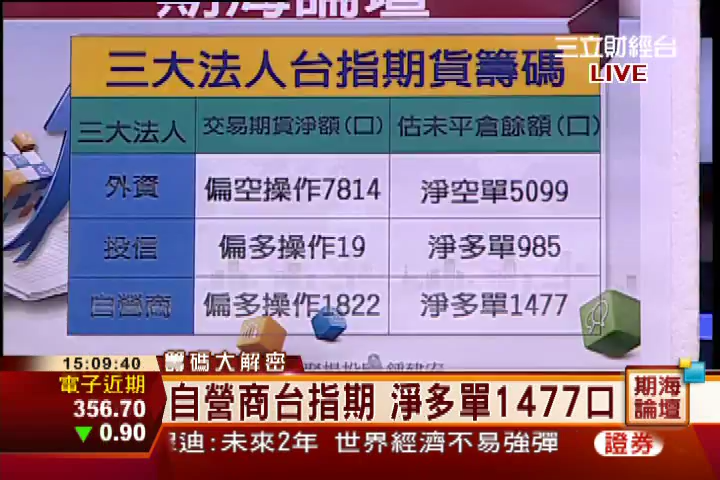 期海論壇
三立財經台
LIVE
三大法人台指期貨籌碼
三大法人 交易期貨淨額(口) 估未平倉餘額(口)
外資 偏空操作7814 淨空單5099
投信 偏多操作19 淨多單985
自營商 偏多操作1822 淨多單1477
15:09:40 籌碼大解密
電子近期
356.70
▼0.90
自營商台指期 淨多單1477口
期海
論壇
迪:未來2年 世界經濟不易強彈
證券